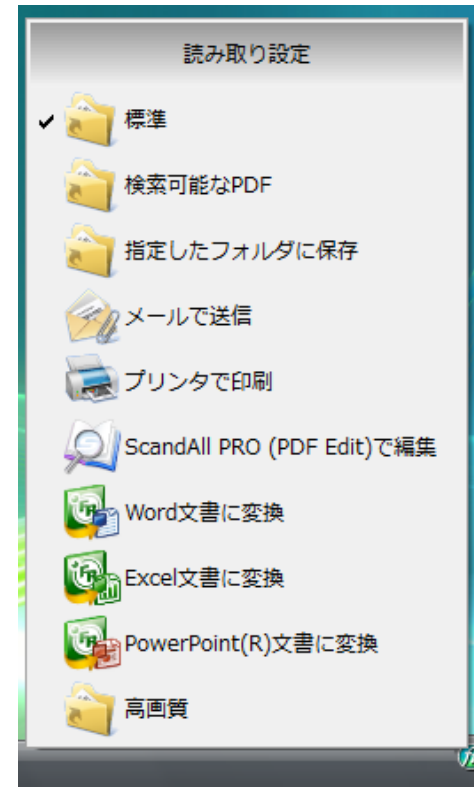 読み取り設定
標準
検索可能なPDF
指定したフォルダに保存
メールで送信
プリンタで印刷
ScandAll PRO (PDF Edit)で編集
Word文書に変換
Excel文書に変換
PowerPoint(R)文書に変換
高画質